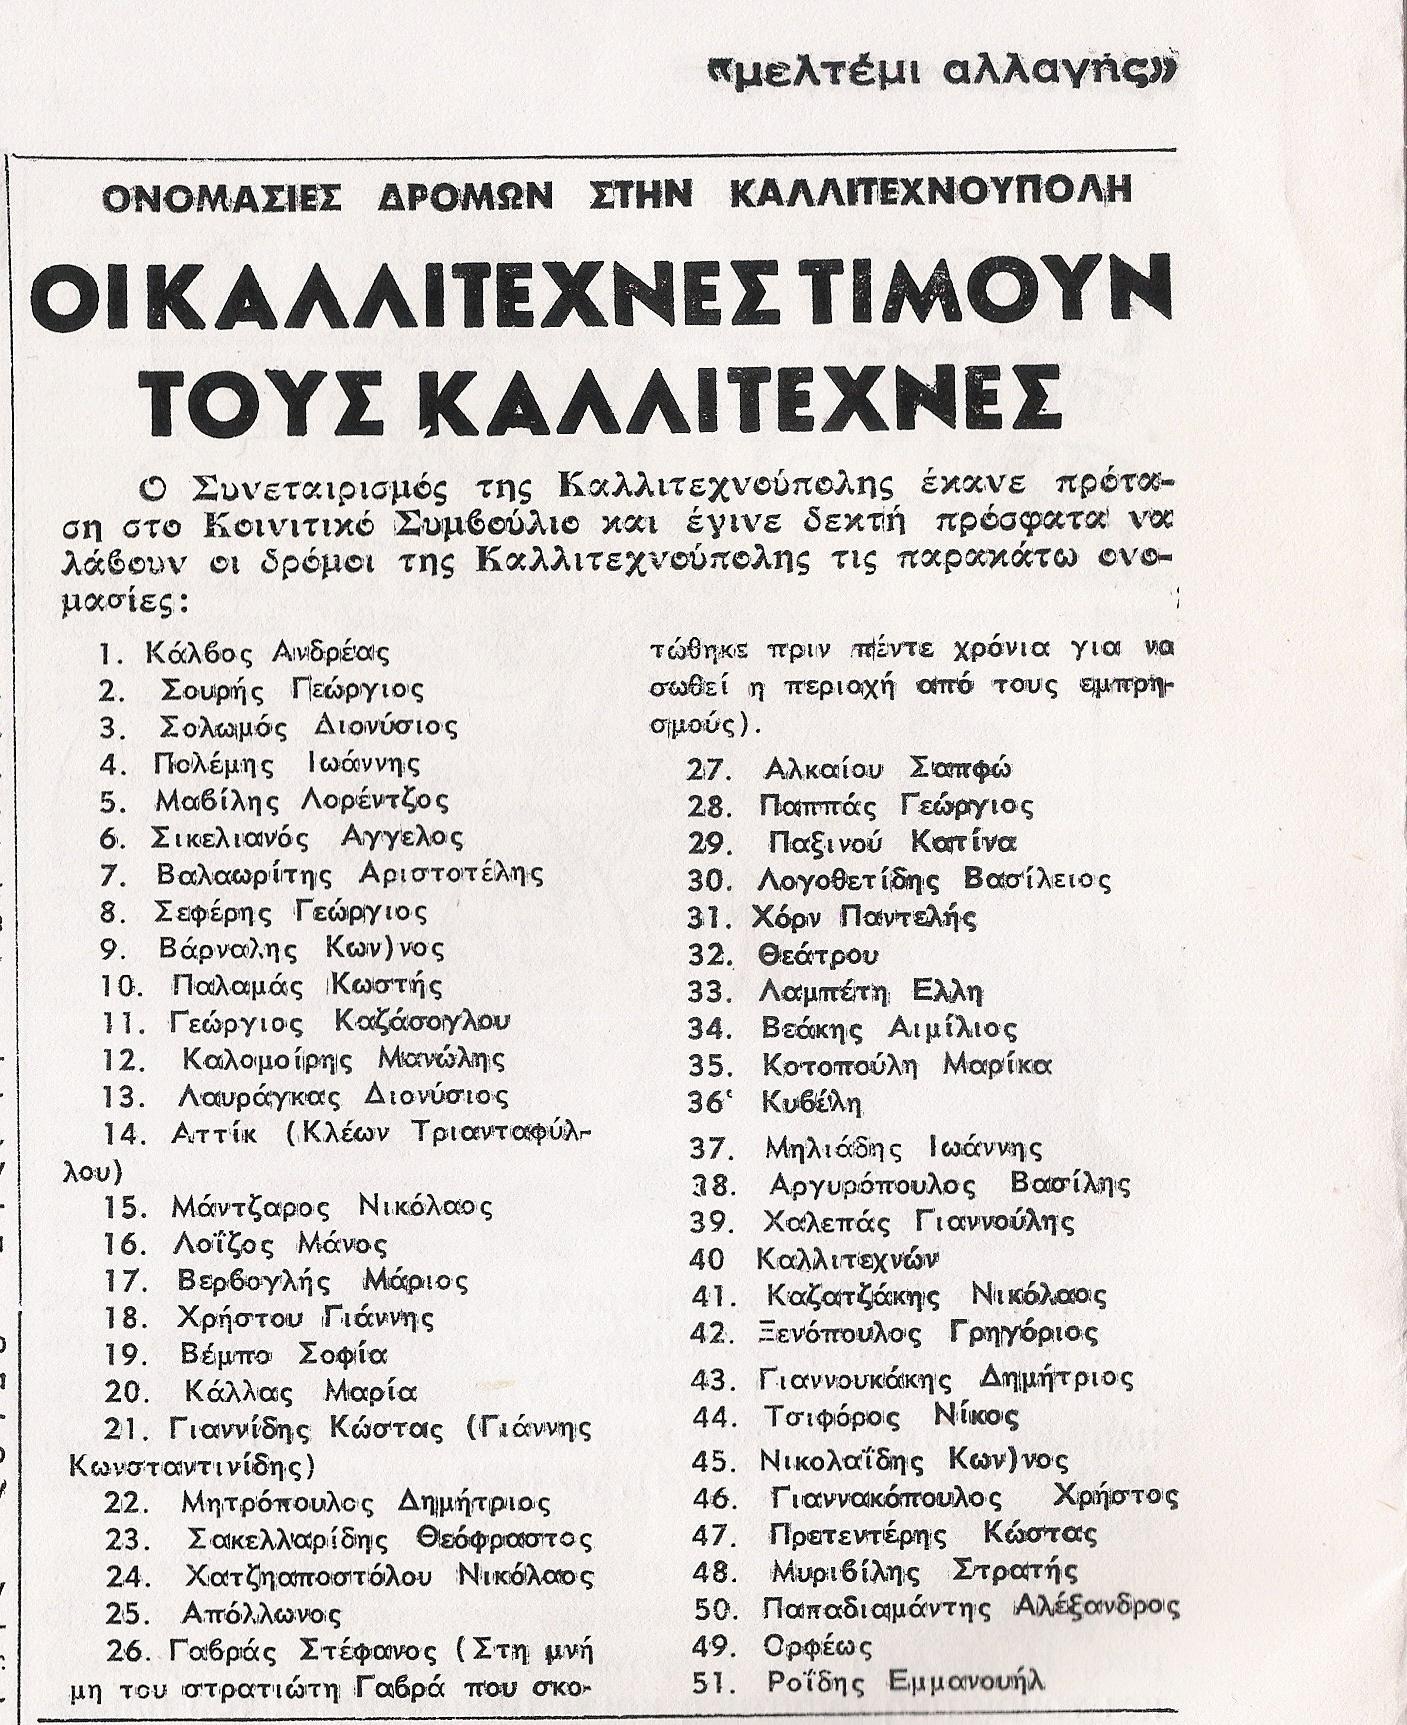 «μελτέμι αλλαγής»
ΟΝΟΜΑΣΙΕΣ ΔΡΟΜΩΝ ΣΤΗΝ ΚΑΛΛΙΤΕΧΝΟΥΠΟΛΗ
ΟΙ ΚΑΛΛΙΤΕΧΝΕΣ ΤΙΜΟΥΝ
ΤΟΥΣ ΚΑΛΛΙΤΕΧΝΕΣ
Ο Συνεταιρισμός της Καλλιτεχνούπολης έκανε πρότα-
ση στο Κοινιτικό Συμβούλιο και έγινε δεκτή πρόσφατα να
λάβουν οι δρόμοι της Καλλιτεχνούπολης τις παρακάτω ονο-
μασίες:
1. Κάλβος Ανδρέας
2. Σουρής Γεώργιος
3. Σολωμός Διονύσιος
4. Πολέμης Ιωάννης
5. Μαβίλης Λορέντζος
6. Σικελιανός Αγγελος
7. Βαλαωρίτης Αριστοτέλης
8. Σεφέρης Γεώργιος
9. Βάρναλης Κων)νος
10. Παλαμάς Κωστής
11. Γεώργιος Καζάσογλου
12. Καλομοίρης Μανώλης
13. Λαυράγκας Διονύσιος
14. Αττίκ (Κλέων Τριανταφύλ-
λου)
15. Μάντζαρος Νικόλαος
16. Λοΐζος Μάνος
17. Βερβογλής Μάριος
18. Χρήστου Γιάννης
19. Βέμπο Σοφία
20. Κάλλας Μαρία
21. Γιαννίδης Κώστας (Γιάννης
Κωνσταντινίδης)
22. Μητρόπουλος Δημήτριος
23. Σακελλαρίδης Θεόφραστος
24. Χατζηαποστόλου Νικόλαος
25. Απόλλωνος
26. Γαβράς Στέφανος (Στη μνή
μη του στρατιώτη Γαβρά που σκο-
τώθηκε πριν πέντε χρόνια για να
σωθεί η περιοχή από τους εμπρη-
σμούς).
27. Αλκαίου Σαπφώ
28. Παππάς Γεώργιος
29. Παξινού Κατίνα
30. Λογοθετίδης Βασίλειος
31. Χόρν Παντελής
32. Θεάτρου
33. Λαμπέτη Ελλη
34. Βεάκης Αιμίλιος
35. Κοτοπούλη Μαρίκα
36‘ Κυβέλη
37. Μηλιάδης Ιωάννης
38. Αργυρόπουλος Βασίλης
39. Χαλεπάς Γιαννούλης
40 Καλλιτεχνών
41. Καζατζάκης Νικόλαος
42. Ξενόπουλος Γρηγόριος
43. Γιαννουκάκης Δημήτριος
44. Τσιφόρος Νίκος
45. Νικολαΐδης Κων)νος
46. Γιαννακόπουλος Χρήστος
47. Πρετεντέρης Κώστας
48. Μυριβίλης Στρατής
50. Παπαδιαμάντης Αλέξανδρος
49. Ορφέως
51. Ροΐδης Εμμανουήλ